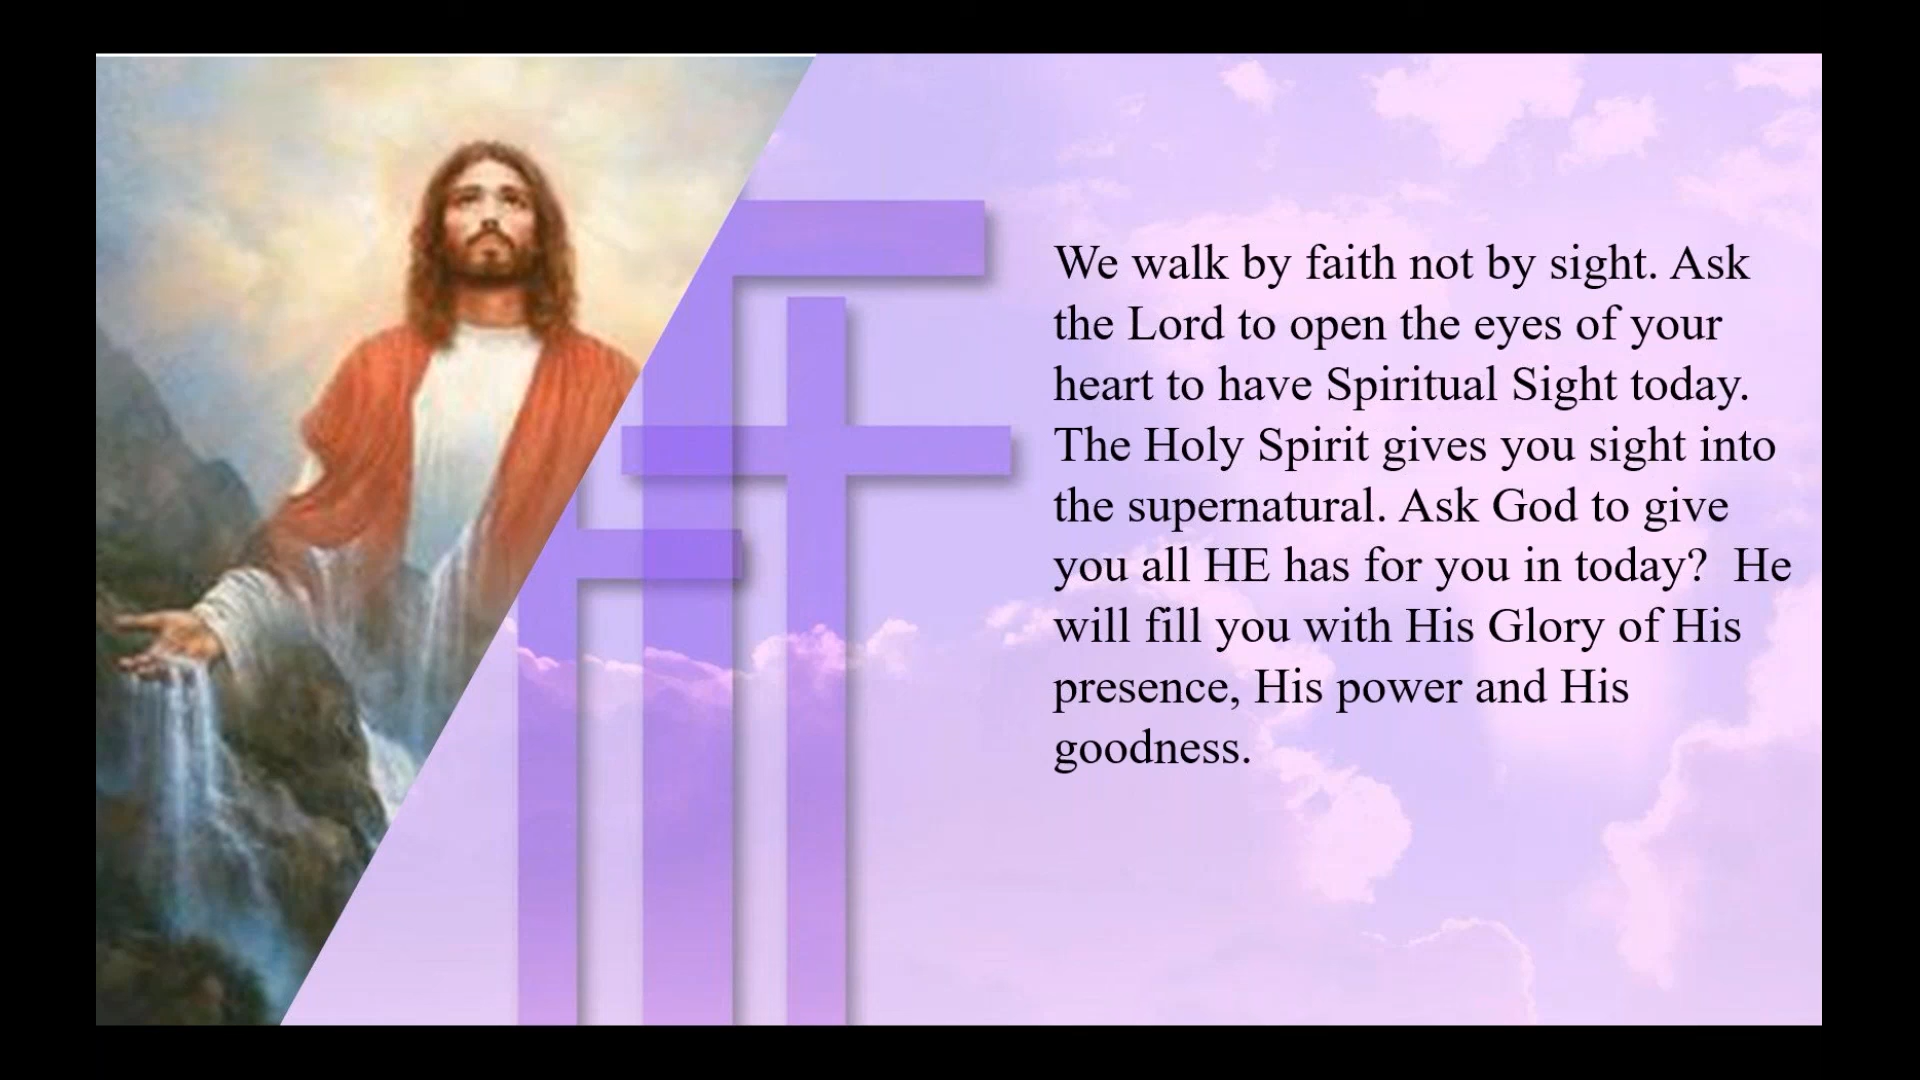 We walk by faith not by sight. Ask
the Lord to open the eyes of your
heart to have Spiritual Sight today.
The Holy Spirit gives you sight into
the supernatural. Ask God to give
you all HE has for you in today?  He
will fill you with His Glory of His
presence, His power and His
goodness.